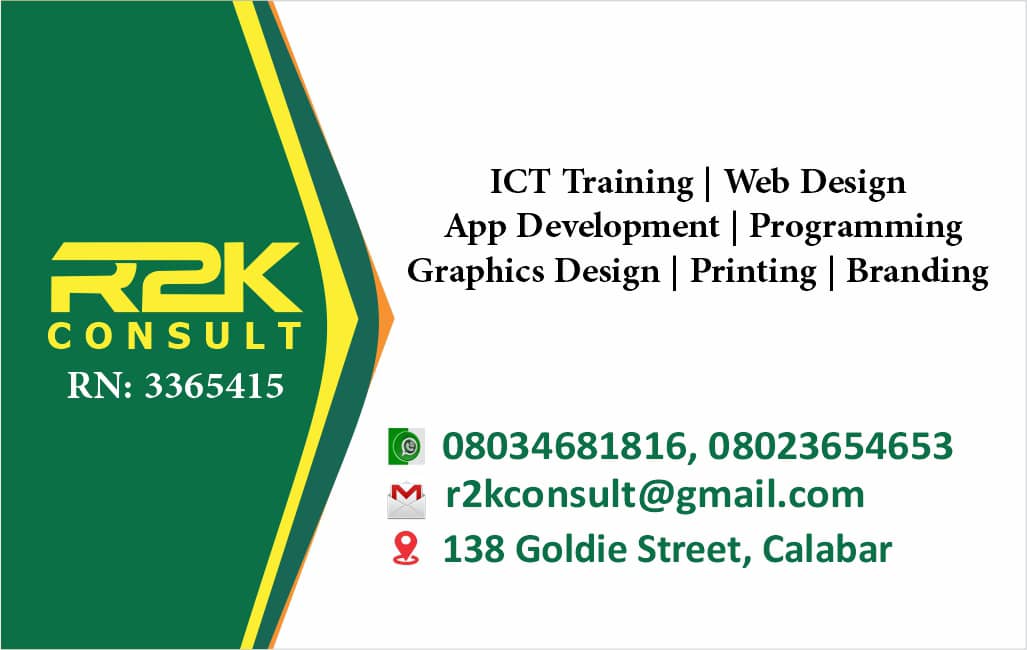 R2K
CONSULT
RN: 3365415
ICT Training | Web Design
App Development | Programming
Graphics Design | Printing | Branding
08034681816, 08023654653
r2kconsult@gmail.com
138 Goldie Street, Calabar